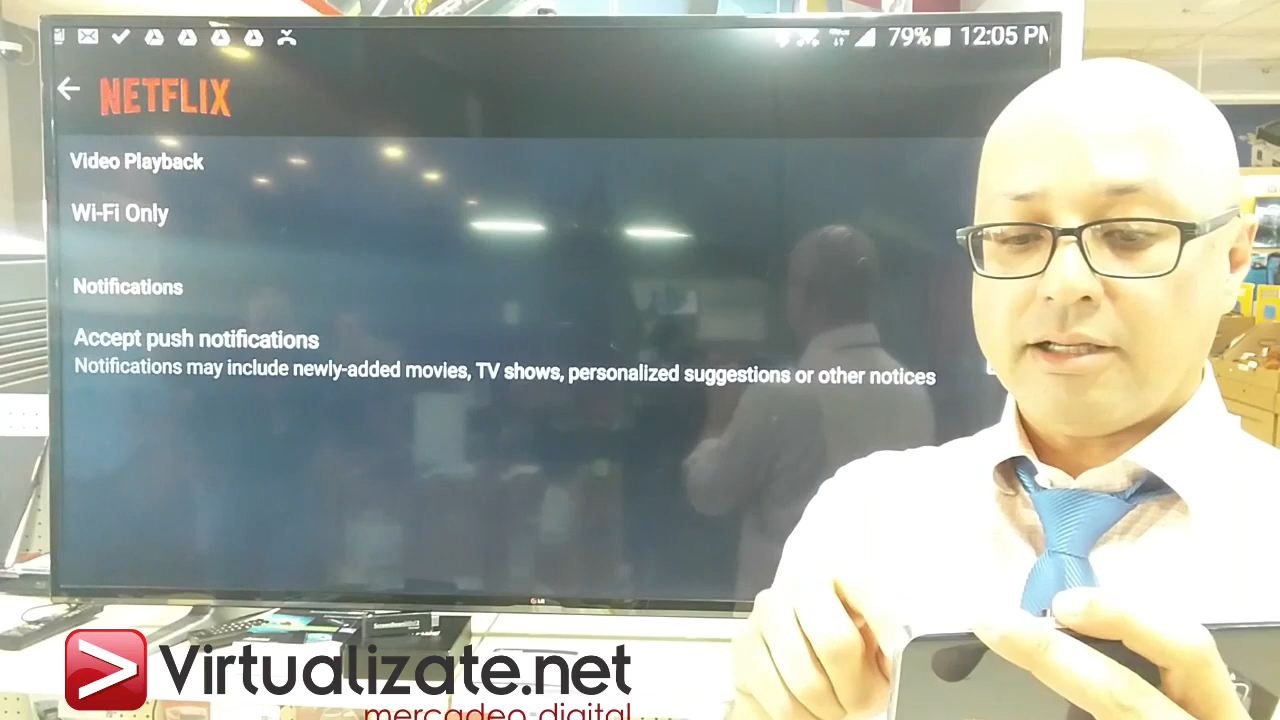 79% 12:05 PM
NETFLIX
Video Playback
Wi-Fi Only
Notifications
Accept push notifications
Notifications may include newly-added movies, TV shows, personalized suggestions or other notices
LG
Virtualizate.net
mercadeo digital